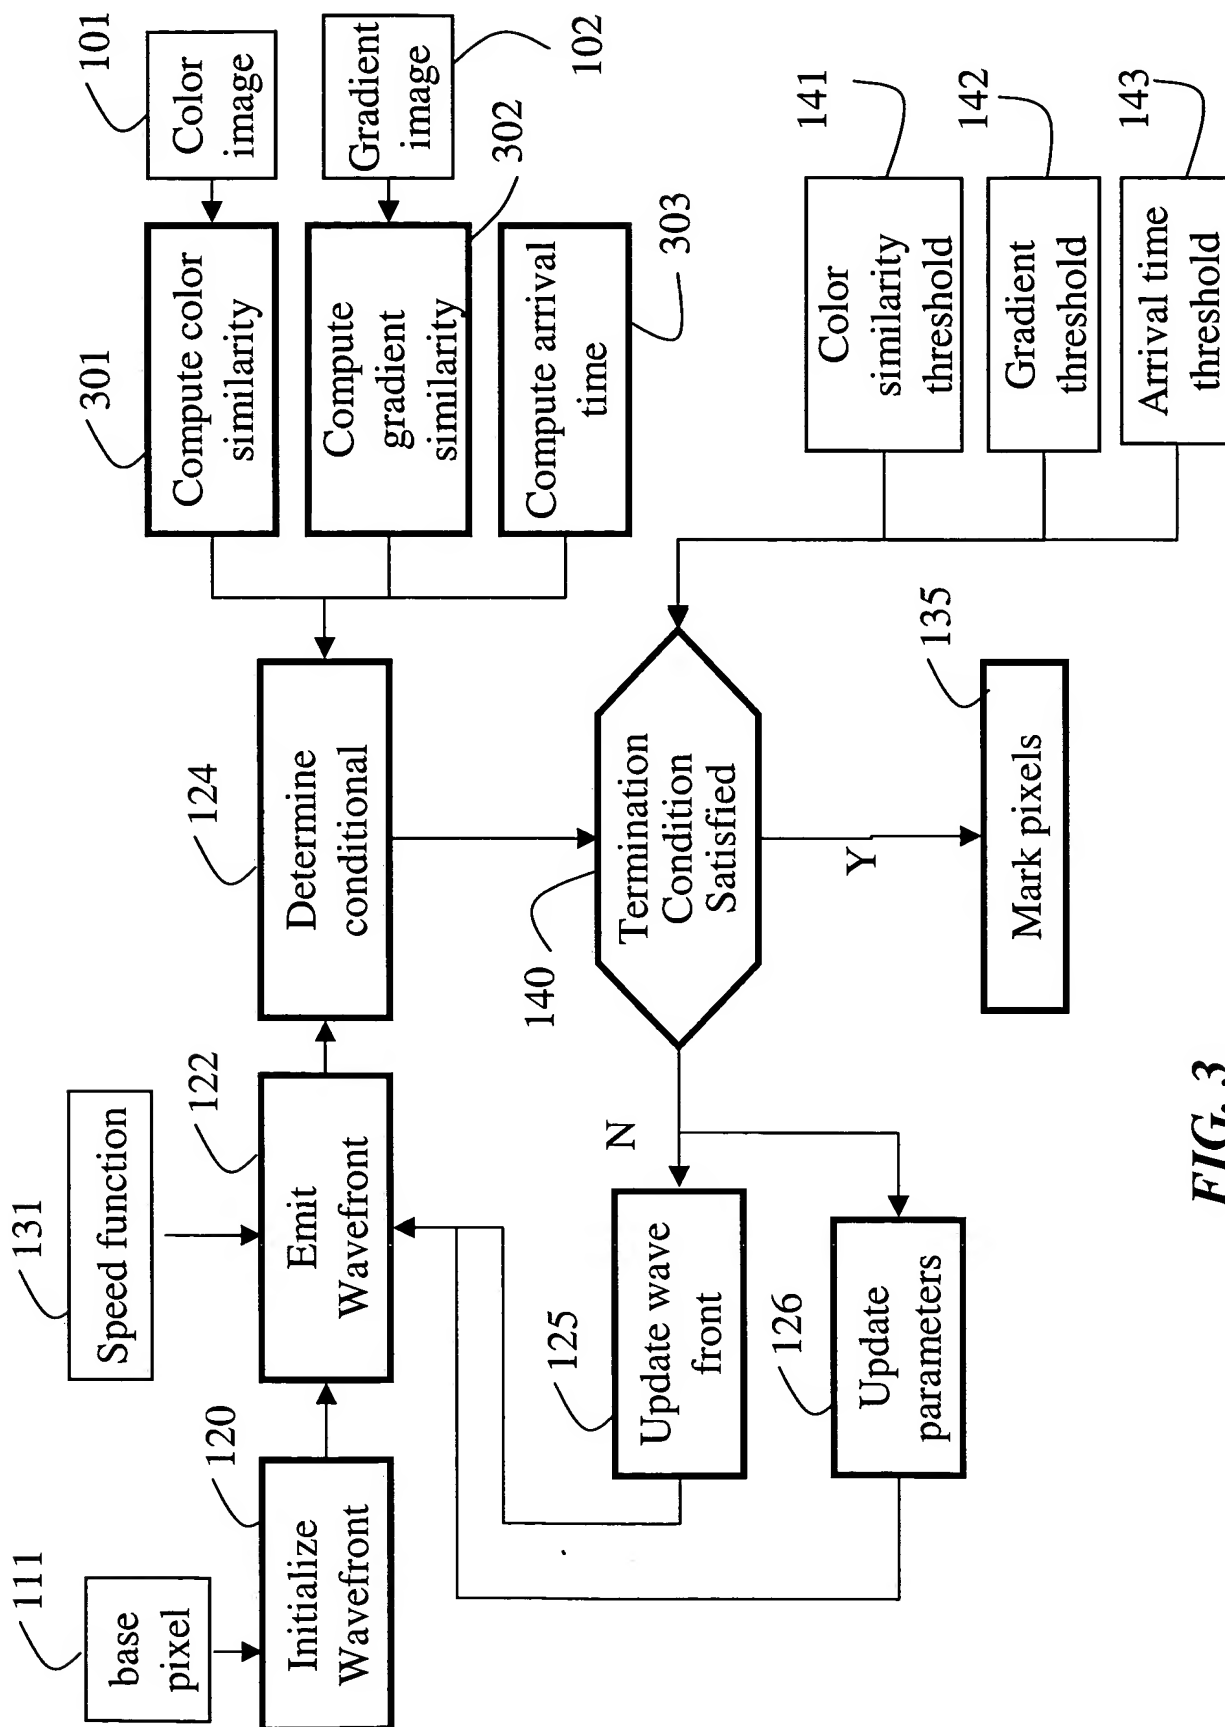 111
base
pixel
120
Initialize
Wavefront
131
Speed function
122
Emit
Wavefront
124
Determine
conditional
301
Compute color
similarity
101
Color
image
Compute
gradient
similarity
302
Gradient
image
102
Compute arrival
time
303
125
Update wave
front
126
Update
parameters
N
140
Termination
Condition
Satisfied
Y
135
Mark pixels
Color
similarity
threshold
141
Gradient
threshold
142
Arrival time
threshold
143
FIG. 3